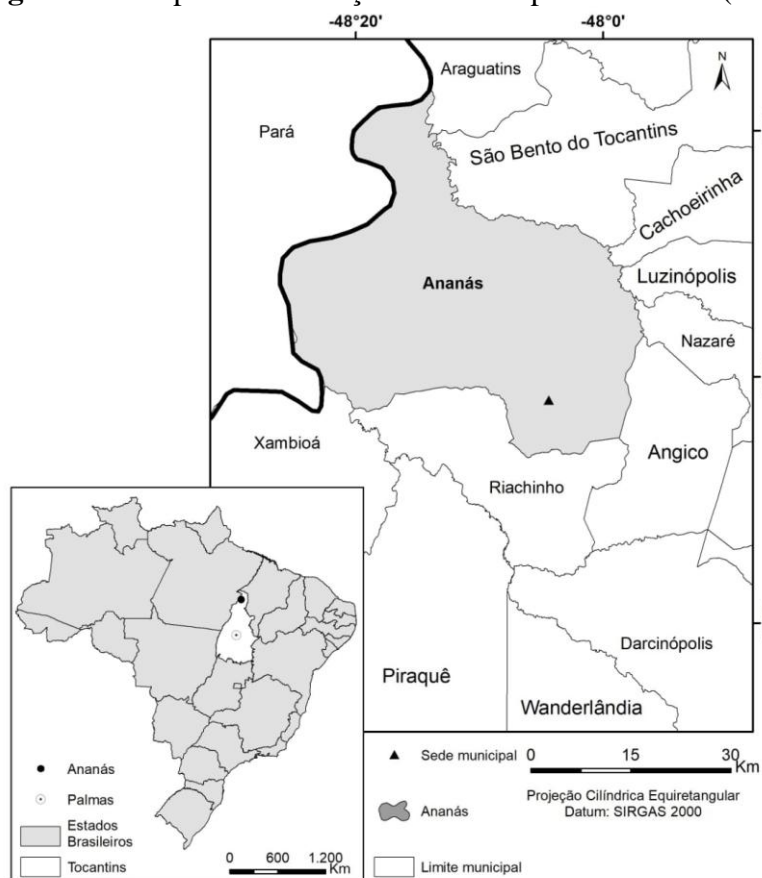 -48°20' -48°0'
N
Araguatins
Pará
São Bento do Tocantins
Cachoeirinha
Luzinópolis
Ananás
Nazaré
Xambioá
Angico
Riachinho
Darcinópolis
Piraquê
Wanderlândia
Ananás
Palmas
Estados
Brasileiros
Tocantins
0 600 1.200
Km
Sede municipal
Ananás
Limite municipal
0 15 30
Km
Projeção Cilíndrica Equiretangular
Datum: SIRGAS 2000